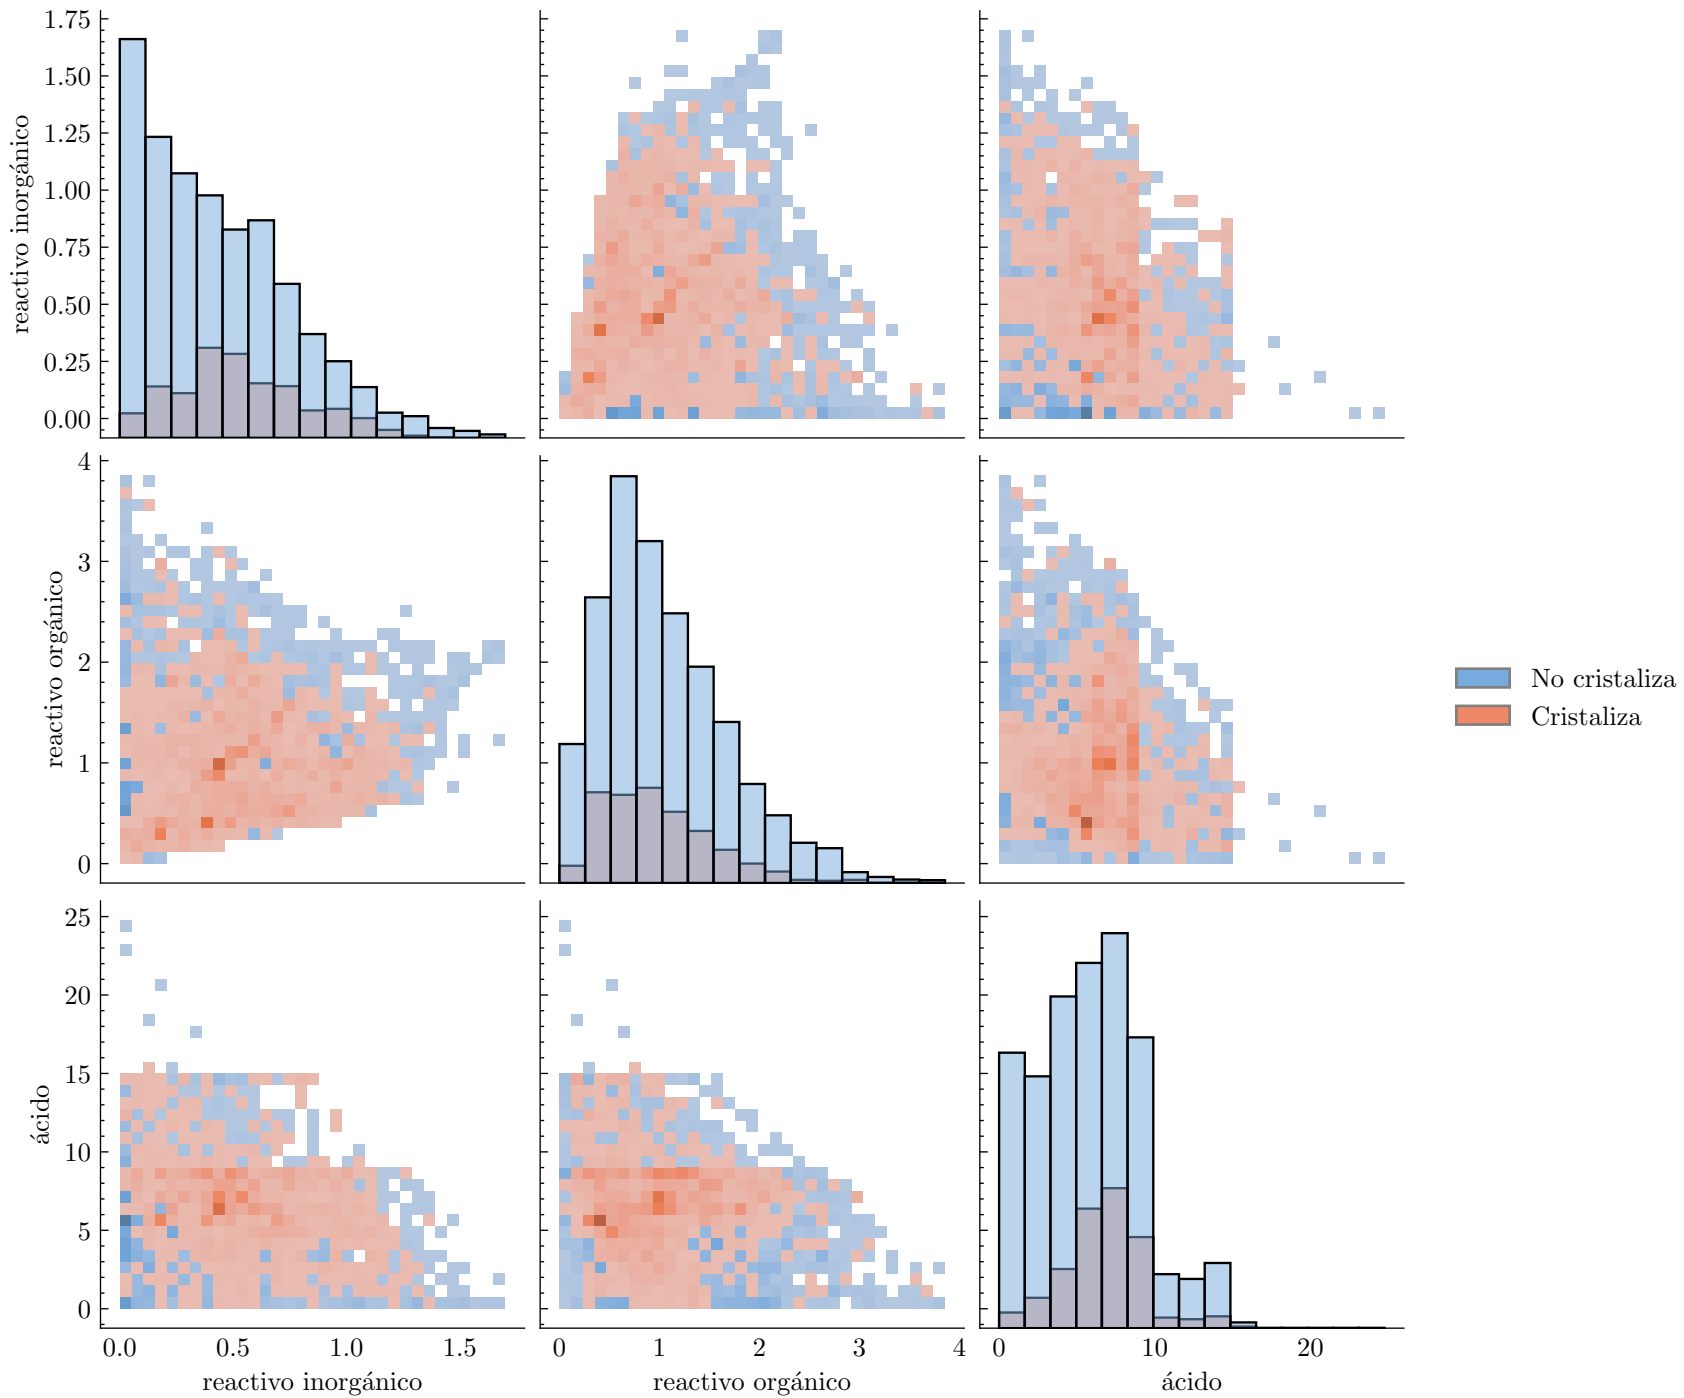 1.75
1.50
1.25
1.00
0.75
0.50
0.25
0.00
reactivo inorgánico
4
3
2
1
0
reactivo orgánico
No cristaliza
Cristaliza
25
20
15
10
5
0
ácido
0.0 0.5 1.0 1.5
reactivo inorgánico
0 1 2 3 4
reactivo orgánico
0 10 20
ácido